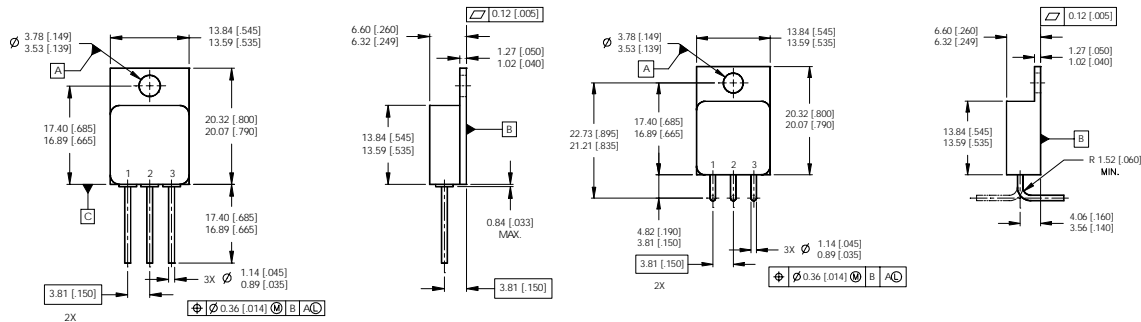 0.12 [.005]
0.12 [.005]
6.60 [.260]
6.32 [.249]
13.84 [.545]
13.59 [.535]
Ø 3.78 [.149]
3.53 [.139]
1.27 [.050]
1.02 [.040]
A
17.40 [.685]
16.89 [.665]
20.32 [.800]
20.07 [.790]
13.84 [.545]
13.59 [.535]
B
1 2 3
C
17.40 [.685]
16.89 [.665]
0.84 [.033]
MAX.
3X Ø 1.14 [.045]
0.89 [.035]
3.81 [.150]
2X
⌖ Ø 0.36 [.014] Ⓜ B A Ⓛ
3.81 [.150]
Ø 3.78 [.149]
3.53 [.139]
13.84 [.545]
13.59 [.535]
A
22.73 [.895]
21.21 [.835]
17.40 [.685]
16.89 [.665]
20.32 [.800]
20.07 [.790]
1 2 3
4.82 [.190]
3.81 [.150]
3X Ø 1.14 [.045]
0.89 [.035]
3.81 [.150]
2X
⌖ Ø 0.36 [.014] Ⓜ B A Ⓛ
6.60 [.260]
6.32 [.249]
1.27 [.050]
1.02 [.040]
13.84 [.545]
13.59 [.535]
B
R 1.52 [.060]
MIN.
4.06 [.160]
3.56 [.140]